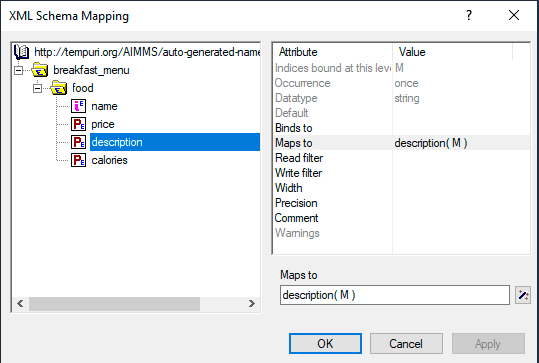 XML Schema Mapping
http://tempuri.org/AIMMS/auto-generated-name
breakfast_menu
food
name
price
description
calories
Attribute Value
Indices bound at this leve M
Occurrence once
Datatype string
Default
Binds to
Maps to description( M )
Read filter
Write filter
Width
Precision
Comment
Warnings
Maps to
description( M )
OK Cancel Apply